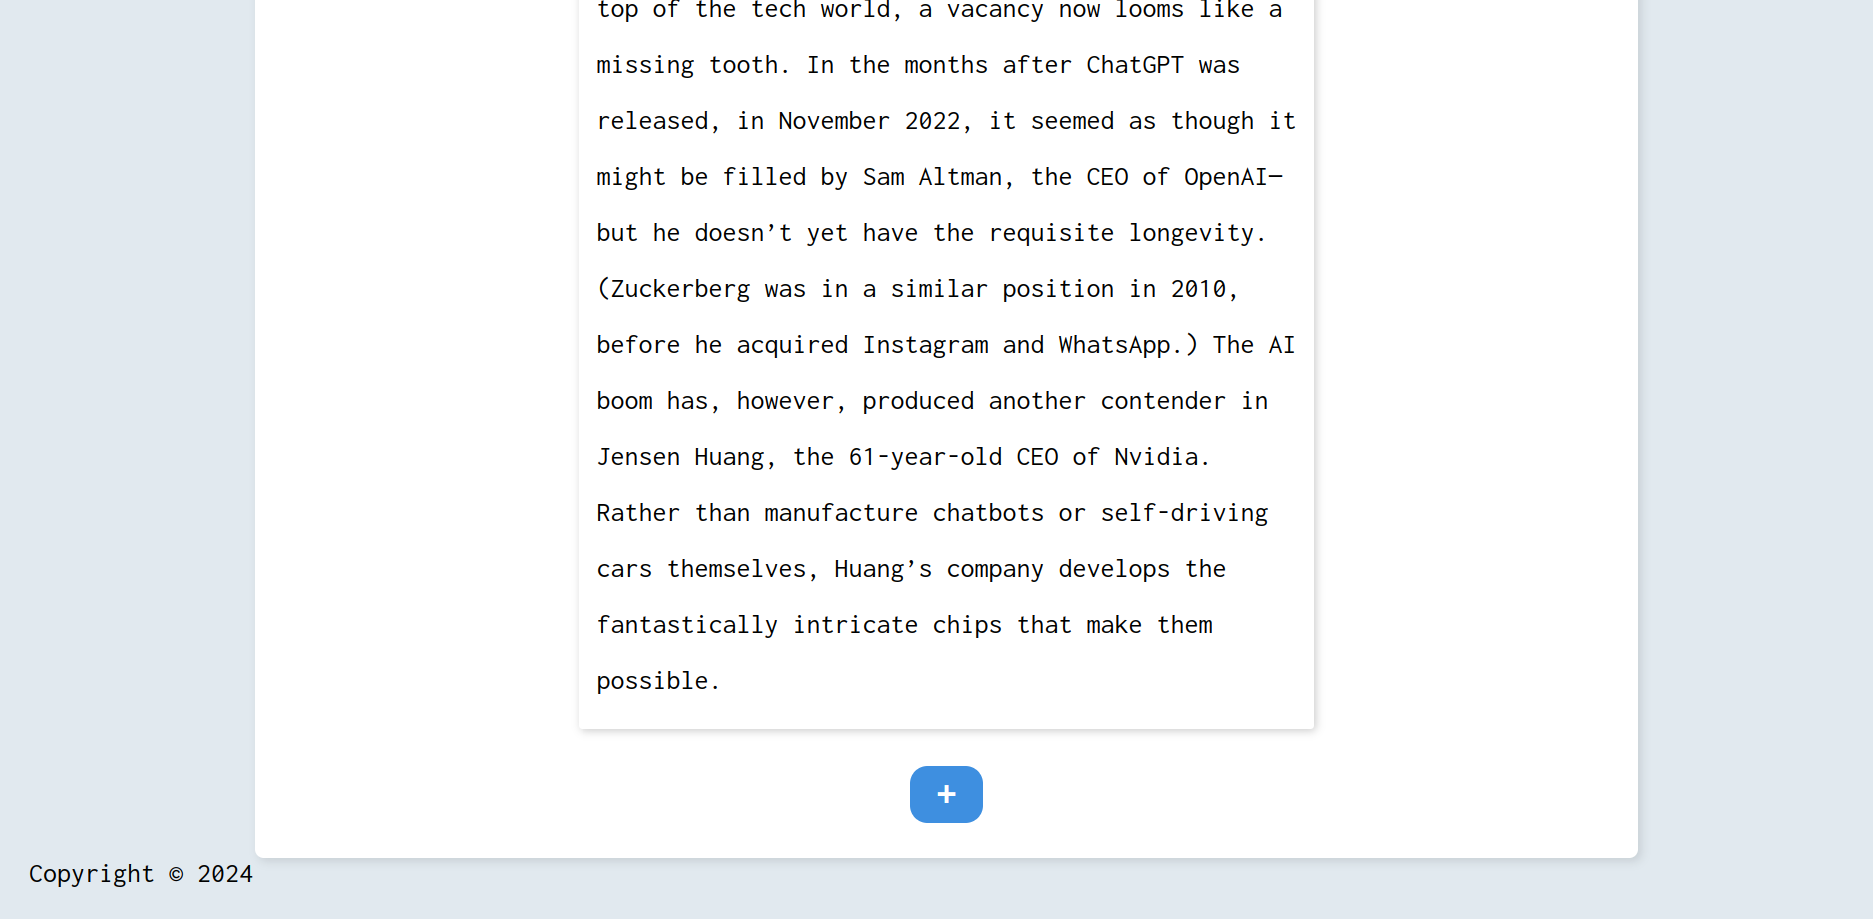 top of the tech world, a vacancy now looms like a
missing tooth. In the months after ChatGPT was
released, in November 2022, it seemed as though it
might be filled by Sam Altman, the CEO of OpenAI—
but he doesn’t yet have the requisite longevity.
(Zuckerberg was in a similar position in 2010,
before he acquired Instagram and WhatsApp.) The AI
boom has, however, produced another contender in
Jensen Huang, the 61-year-old CEO of Nvidia.
Rather than manufacture chatbots or self-driving
cars themselves, Huang’s company develops the
fantastically intricate chips that make them
possible.
+
Copyright © 2024